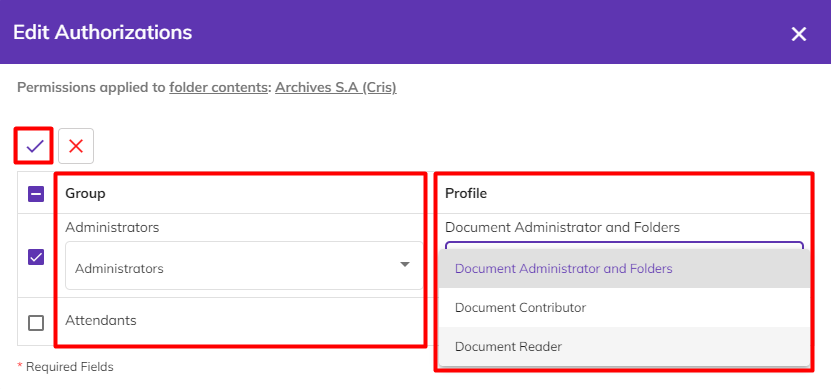 Edit Authorizations
Permissions applied to folder contents: Archives S.A (Cris)
Group
Profile
Administrators
Document Administrator and Folders
Administrators
Document Administrator and Folders
Document Contributor
Attendants
Document Reader
* Required Fields